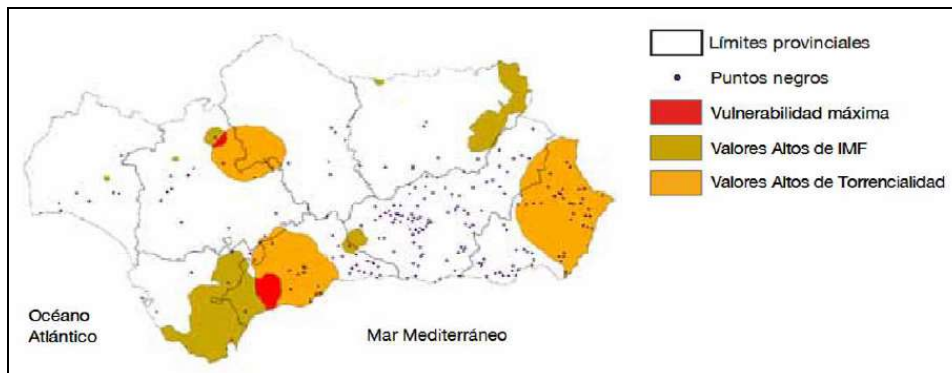 Límites provinciales
Puntos negros
Vulnerabilidad máxima
Valores Altos de IMF
Valores Altos de Torrencialidad
Océano
Atlántico
Mar Mediterráneo